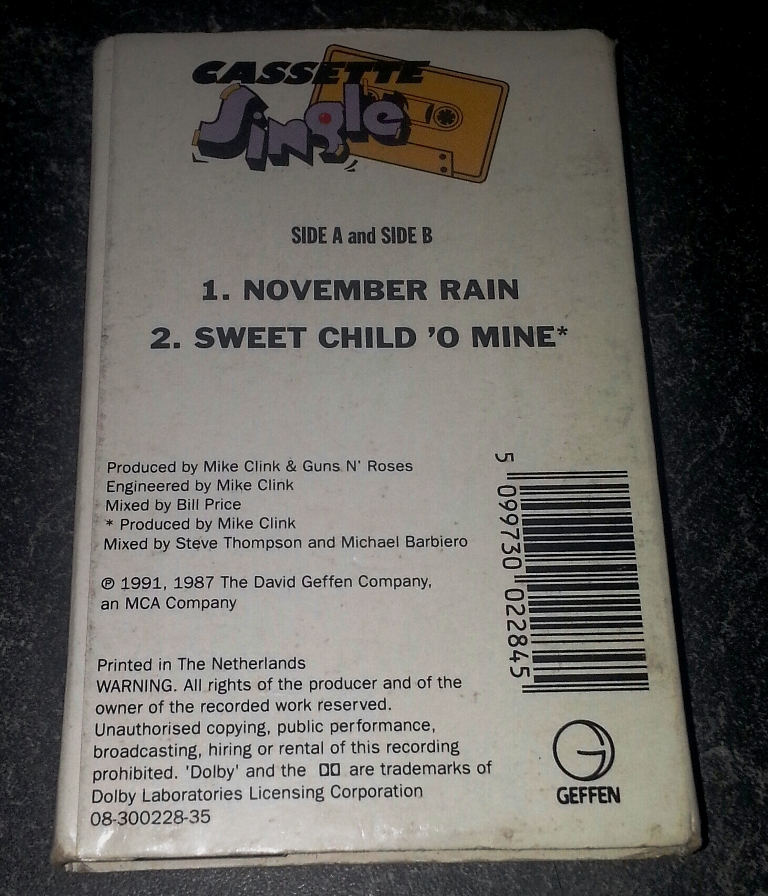 CASSETTE
Single
SIDE A and SIDE B
1. NOVEMBER RAIN
2. SWEET CHILD 'O MINE*
Produced by Mike Clink & Guns N' Roses
Engineered by Mike Clink
Mixed by Bill Price
* Produced by Mike Clink
Mixed by Steve Thompson and Michael Barbiero
℗ 1991, 1987 The David Geffen Company,
an MCA Company
5 099730 022845
Printed in The Netherlands
WARNING. All rights of the producer and of the
owner of the recorded work reserved.
Unauthorised copying, public performance,
broadcasting, hiring or rental of this recording
prohibited. 'Dolby' and the are trademarks of
Dolby Laboratories Licensing Corporation
08-300228-35
G
GEFFEN